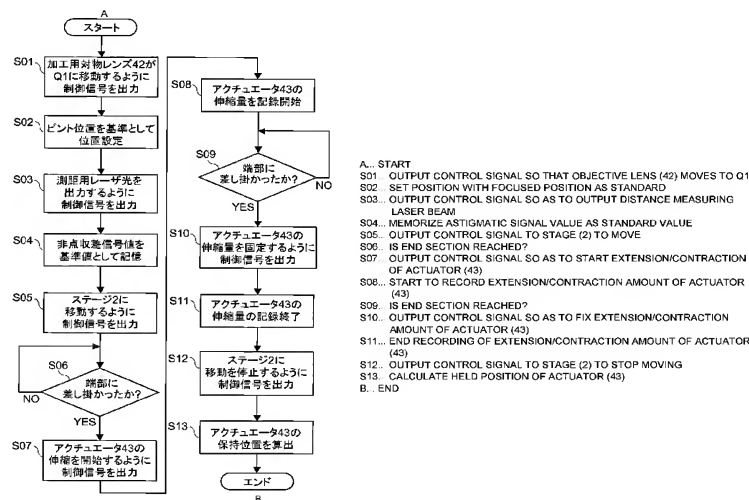 A
スタート
S01
加工用対物レンズ42が
Q1に移動するように
制御信号を出力
S02
ピント位置を基準として
位置設定
S03
測距用レーザ光を
出力するように
制御信号を出力
S04
非点収差信号値を
基準値として記憶
S05
ステージ2に
移動するように
制御信号を出力
S06
端部に
差し掛かったか?
NO
YES
S07
アクチュエータ43の
伸縮を開始するように
制御信号を出力
S08
アクチュエータ43の
伸縮量を記録開始
S09
端部に
差し掛かったか?
NO
YES
S10
アクチュエータ43の
伸縮量を固定するように
制御信号を出力
S11
アクチュエータ43の
伸縮量の記録終了
S12
ステージ2に
移動を停止するように
制御信号を出力
S13
アクチュエータ43の
保持位置を算出
エンド
B
A... START
S01... OUTPUT CONTROL SIGNAL SO THAT OBJECTIVE LENS (42) MOVES TO Q1
S02... SET POSITION WITH FOCUSED POSITION AS STANDARD
S03... OUTPUT CONTROL SIGNAL SO AS TO OUTPUT DISTANCE MEASURING
LASER BEAM
S04... MEMORIZE ASTIGMATIC SIGNAL VALUE AS STANDARD VALUE
S05... OUTPUT CONTROL SIGNAL TO STAGE (2) TO MOVE
S06... IS END SECTION REACHED?
S07... OUTPUT CONTROL SIGNAL SO AS TO START EXTENSION/CONTRACTION
OF ACTUATOR (43)
S08... START TO RECORD EXTENSION/CONTRACTION AMOUNT OF ACTUATOR
(43)
S09... IS END SECTION REACHED?
S10... OUTPUT CONTROL SIGNAL SO AS TO FIX EXTENSION/CONTRACTION
AMOUNT OF ACTUATOR (43)
S11... END RECORDING OF EXTENSION/CONTRACTION AMOUNT OF ACTUATOR
(43)
S12... OUTPUT CONTROL SIGNAL TO STAGE (2) TO STOP MOVING
S13... CALCULATE HELD POSITION OF ACTUATOR (43)
B... END